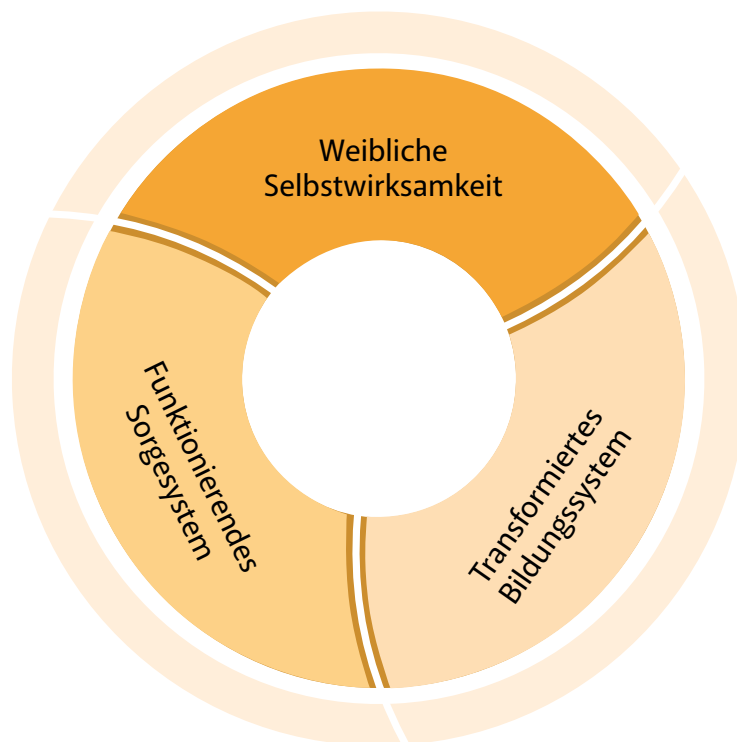 Weibliche
Selbstwirksamkeit
Funktionierendes
Sorgesystem
Transformiertes
Bildungssystem